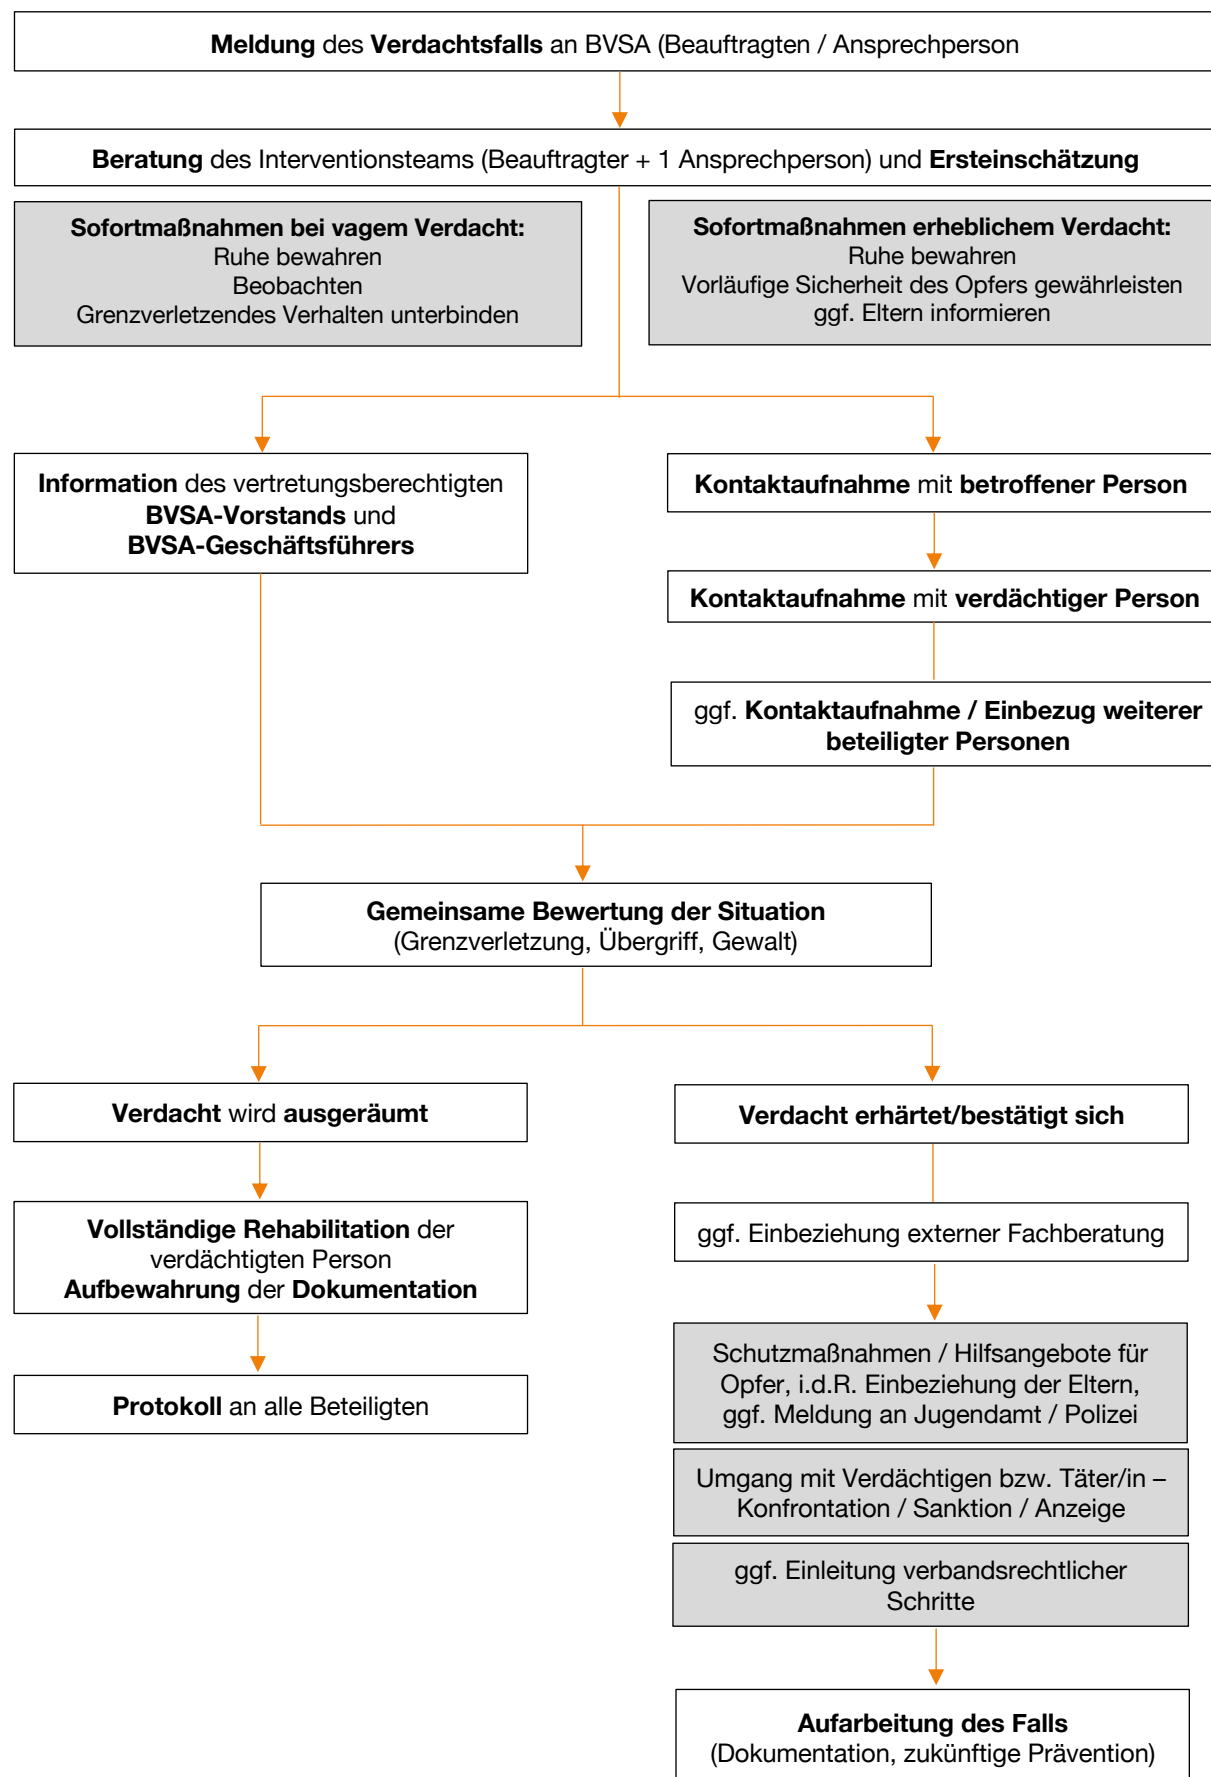 Meldung des Verdachtsfalls an BVSA (Beauftragten / Ansprechperson
Beratung des Interventionsteams (Beauftragter + 1 Ansprechperson) und Ersteinschätzung
Sofortmaßnahmen bei vagem Verdacht:
Ruhe bewahren
Beobachten
Grenzverletzendes Verhalten unterbinden
Sofortmaßnahmen erheblichem Verdacht:
Ruhe bewahren
Vorläufige Sicherheit des Opfers gewährleisten
ggf. Eltern informieren
Information des vertretungsberechtigten
BVSA-Vorstands und
BVSA-Geschäftsführers
Kontaktaufnahme mit betroffener Person
Kontaktaufnahme mit verdächtiger Person
ggf. Kontaktaufnahme / Einbezug weiterer
beteiligter Personen
Gemeinsame Bewertung der Situation
(Grenzverletzung, Übergriff, Gewalt)
Verdacht wird ausgeräumt
Vollständige Rehabilitation der
verdächtigten Person
Aufbewahrung der Dokumentation
Protokoll an alle Beteiligten
Verdacht erhärtet/bestätigt sich
ggf. Einbeziehung externer Fachberatung
Schutzmaßnahmen / Hilfsangebote für
Opfer, i.d.R. Einbeziehung der Eltern,
ggf. Meldung an Jugendamt / Polizei
Umgang mit Verdächtigen bzw. Täter/in –
Konfrontation / Sanktion / Anzeige
ggf. Einleitung verbandsrechtlicher
Schritte
Aufarbeitung des Falls
(Dokumentation, zukünftige Prävention)